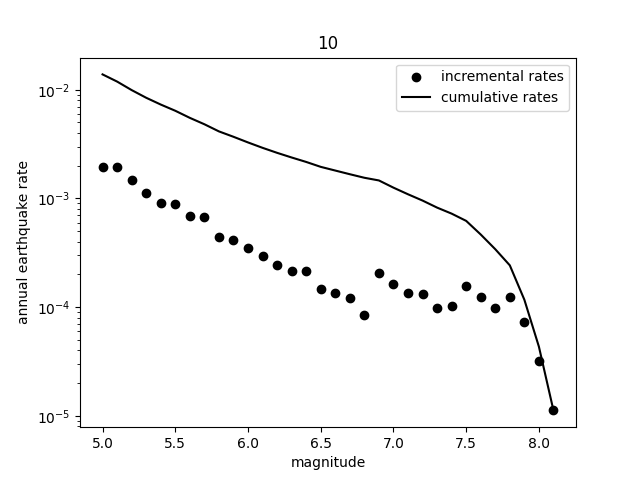 10
incremental rates
cumulative rates
annual earthquake rate
10⁻²
10⁻³
10⁻⁴
10⁻⁵
5.0 5.5 6.0 6.5 7.0 7.5 8.0
magnitude